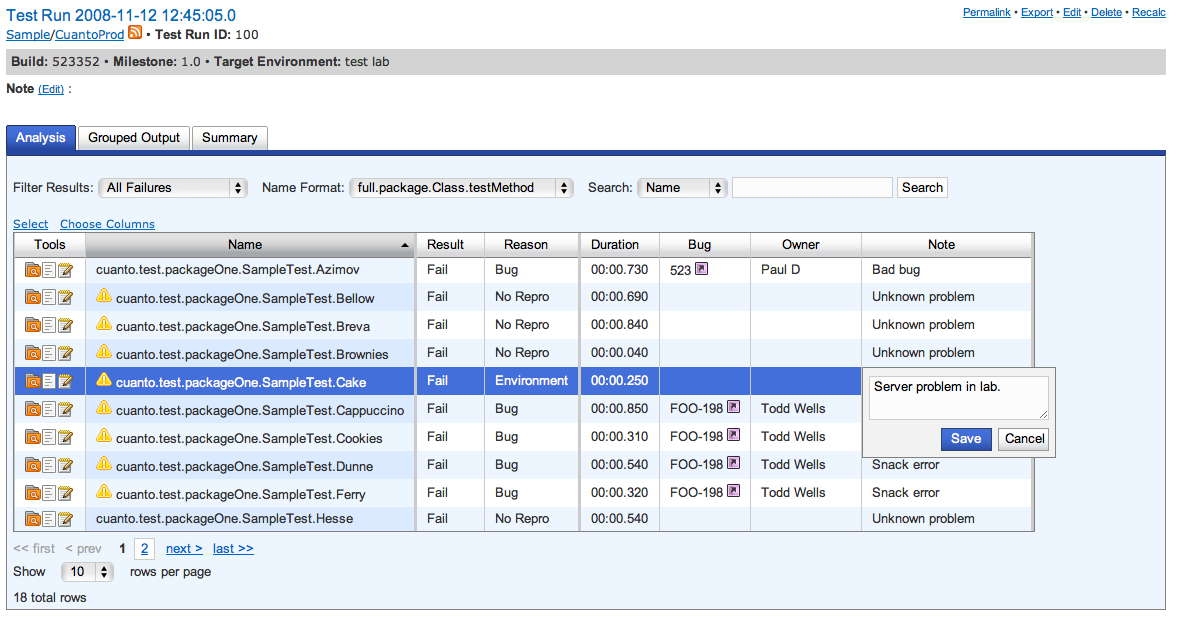 Test Run 2008-11-12 12:45:05.0
Permalink • Export • Edit • Delete • Recalc
Sample/CuantoProd • Test Run ID: 100
Build: 523352 • Milestone: 1.0 • Target Environment: test lab
Note (Edit) :
Analysis Grouped Output Summary
Filter Results: All Failures Name Format: full.package.Class.testMethod Search: Name Search
Select Choose Columns
Tools Name Result Reason Duration Bug Owner Note
cuanto.test.packageOne.SampleTest.Azimov Fail Bug 00:00.730 523 Paul D Bad bug
cuanto.test.packageOne.SampleTest.Bellow Fail No Repro 00:00.690 Unknown problem
cuanto.test.packageOne.SampleTest.Breva Fail No Repro 00:00.840 Unknown problem
cuanto.test.packageOne.SampleTest.Brownies Fail No Repro 00:00.040 Unknown problem
cuanto.test.packageOne.SampleTest.Cake Fail Environment 00:00.250 Server problem in lab.
cuanto.test.packageOne.SampleTest.Cappuccino Fail Bug 00:00.850 FOO-198 Todd Wells
cuanto.test.packageOne.SampleTest.Cookies Fail Bug 00:00.310 FOO-198 Todd Wells Save Cancel
cuanto.test.packageOne.SampleTest.Dunne Fail Bug 00:00.540 FOO-198 Todd Wells Snack error
cuanto.test.packageOne.SampleTest.Ferry Fail Bug 00:00.320 FOO-198 Todd Wells Snack error
cuanto.test.packageOne.SampleTest.Hesse Fail No Repro 00:00.540 Unknown problem
<< first < prev 1 2 next > last >>
Show 10 rows per page
18 total rows